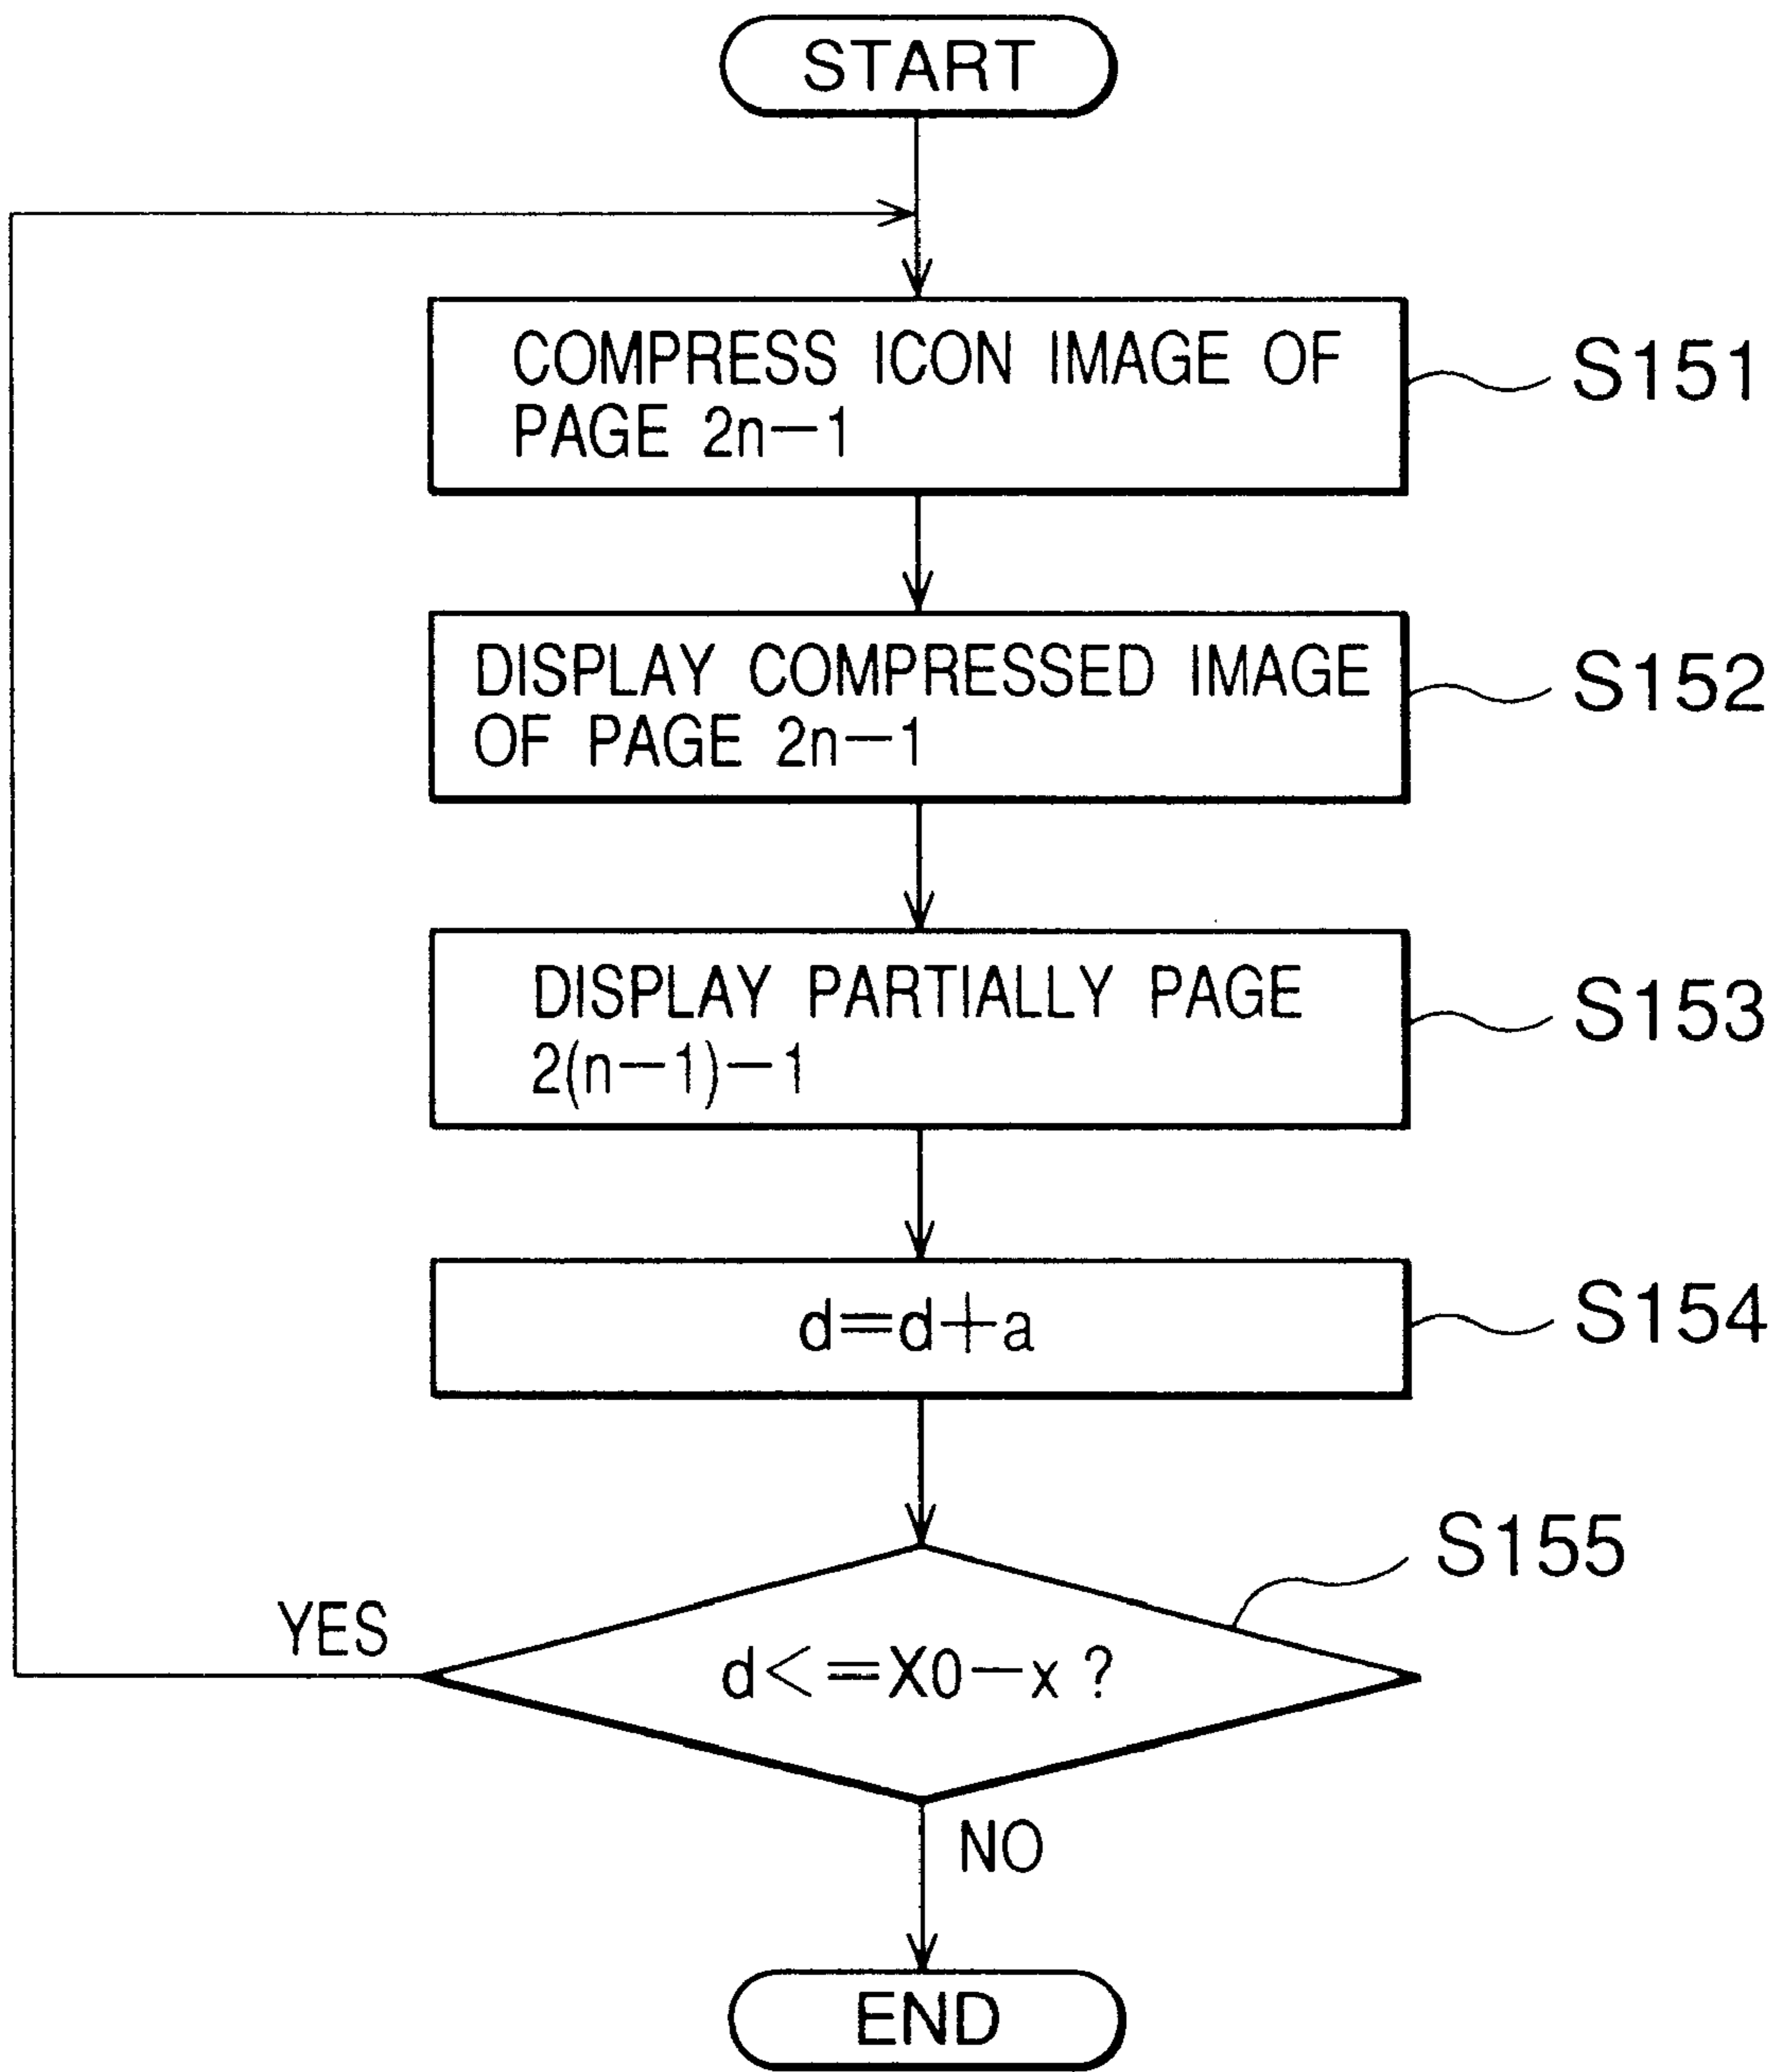 START
COMPRESS ICON IMAGE OF
PAGE 2n−1
S151
DISPLAY COMPRESSED IMAGE
OF PAGE 2n−1
S152
DISPLAY PARTIALLY PAGE
2(n−1)−1
S153
d=d+a
S154
S155
YES
d<=X0−x ?
NO
END